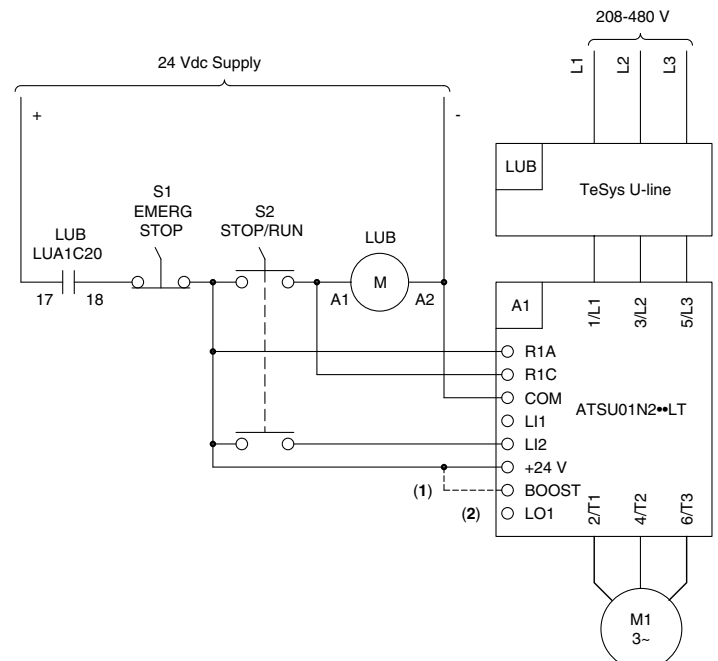 208-480 V
L1 L2 L3
24 Vdc Supply
+ -
LUB
TeSys U-line
S1
EMERG
STOP
S2
STOP/RUN
LUB
LUA1C20
LUB
17 18
A1 M A2
A1
1/L1 3/L2 5/L3
R1A
R1C
COM
ATSU01N2••LT
LI1
LI2
+24 V
(1) BOOST
(2) LO1
2/T1 4/T2 6/T3
M1
3~